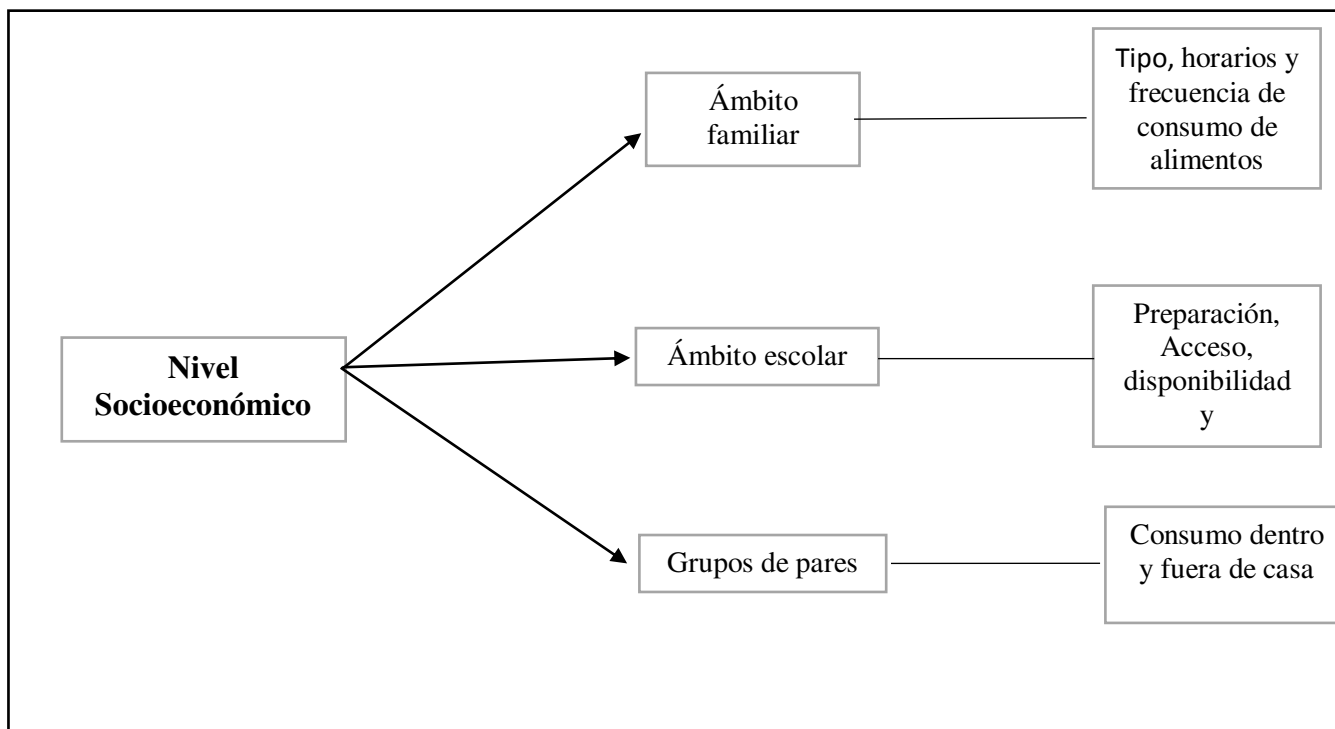 Nivel
Socioeconómico
Ámbito
familiar
Tipo, horarios y
frecuencia de
consumo de
alimentos
Ámbito escolar
Preparación,
Acceso,
disponibilidad
y
Grupos de pares
Consumo dentro
y fuera de casa